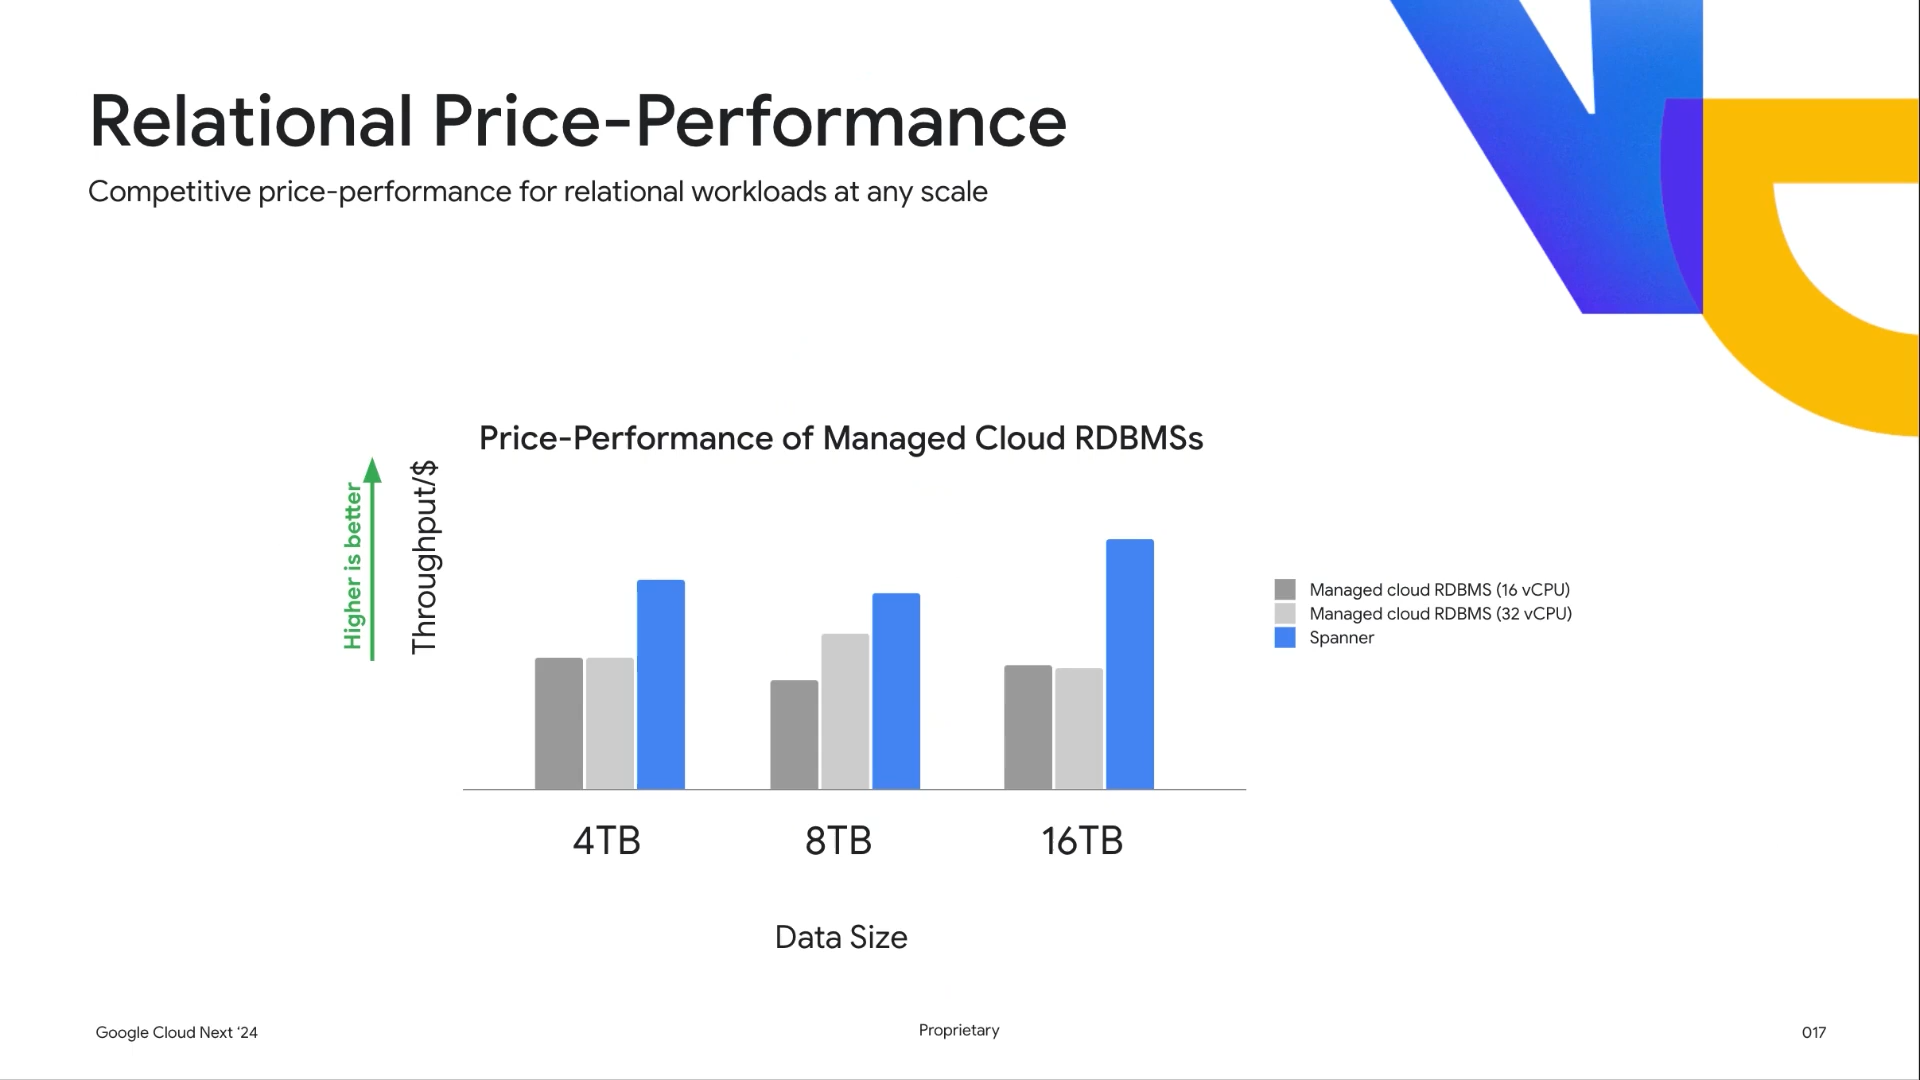 Relational Price-Performance
Competitive price-performance for relational workloads at any scale
Price-Performance of Managed Cloud RDBMSs
Higher is better
Throughput/$
Managed cloud RDBMS (16 vCPU)
Managed cloud RDBMS (32 vCPU)
Spanner
4TB
8TB
16TB
Data Size
Google Cloud Next ‘24
Proprietary
017